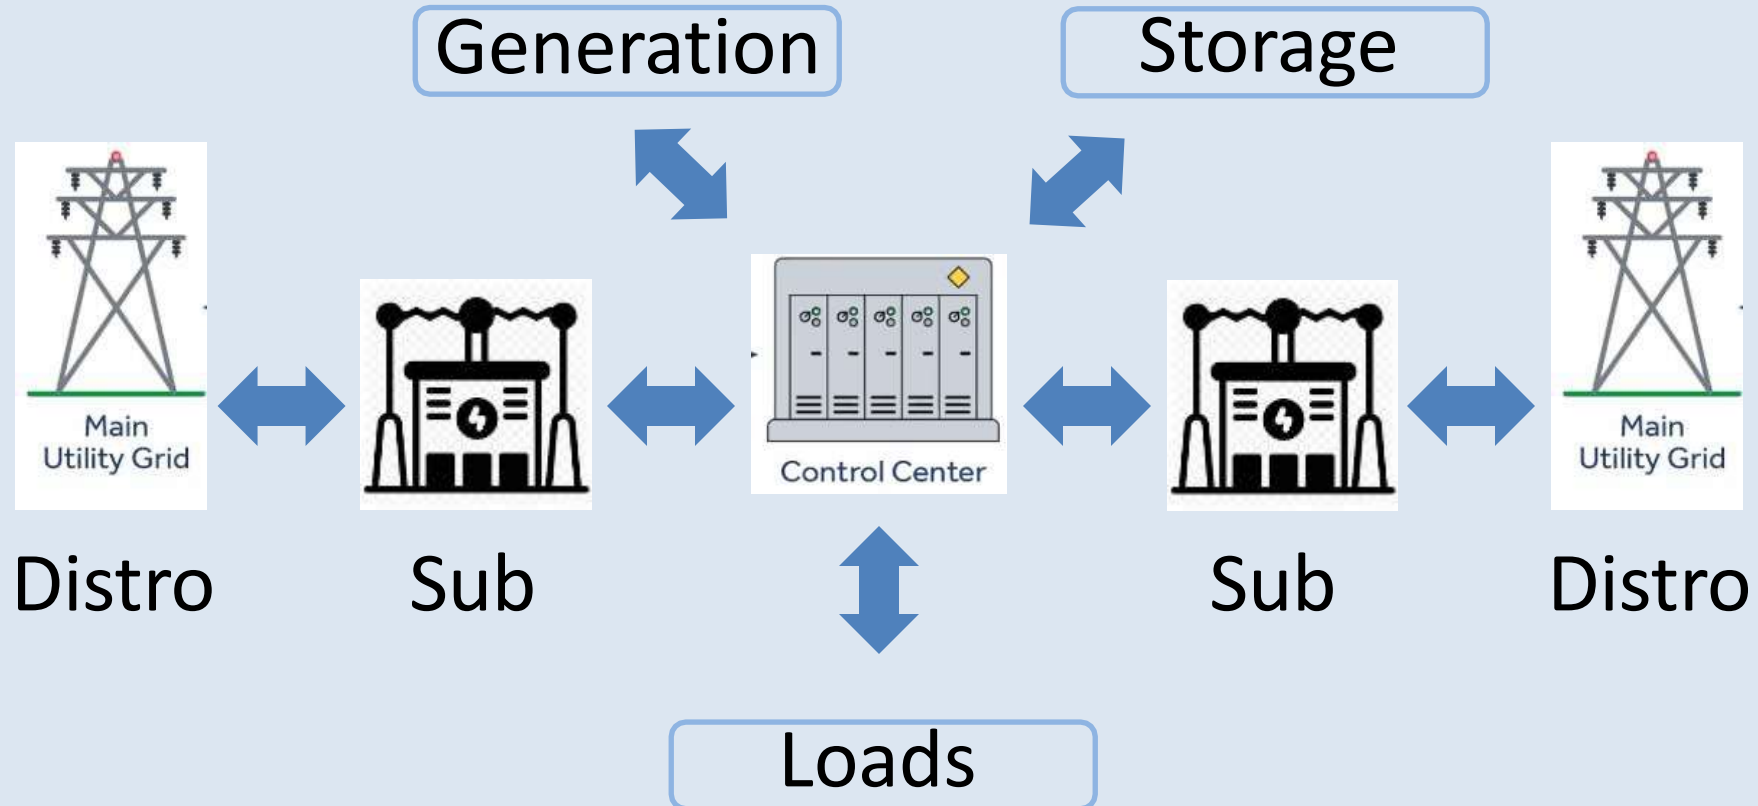 Generation
Storage
Main
Utility Grid
Control Center
Main
Utility Grid
Distro
Sub
Sub
Distro
Loads